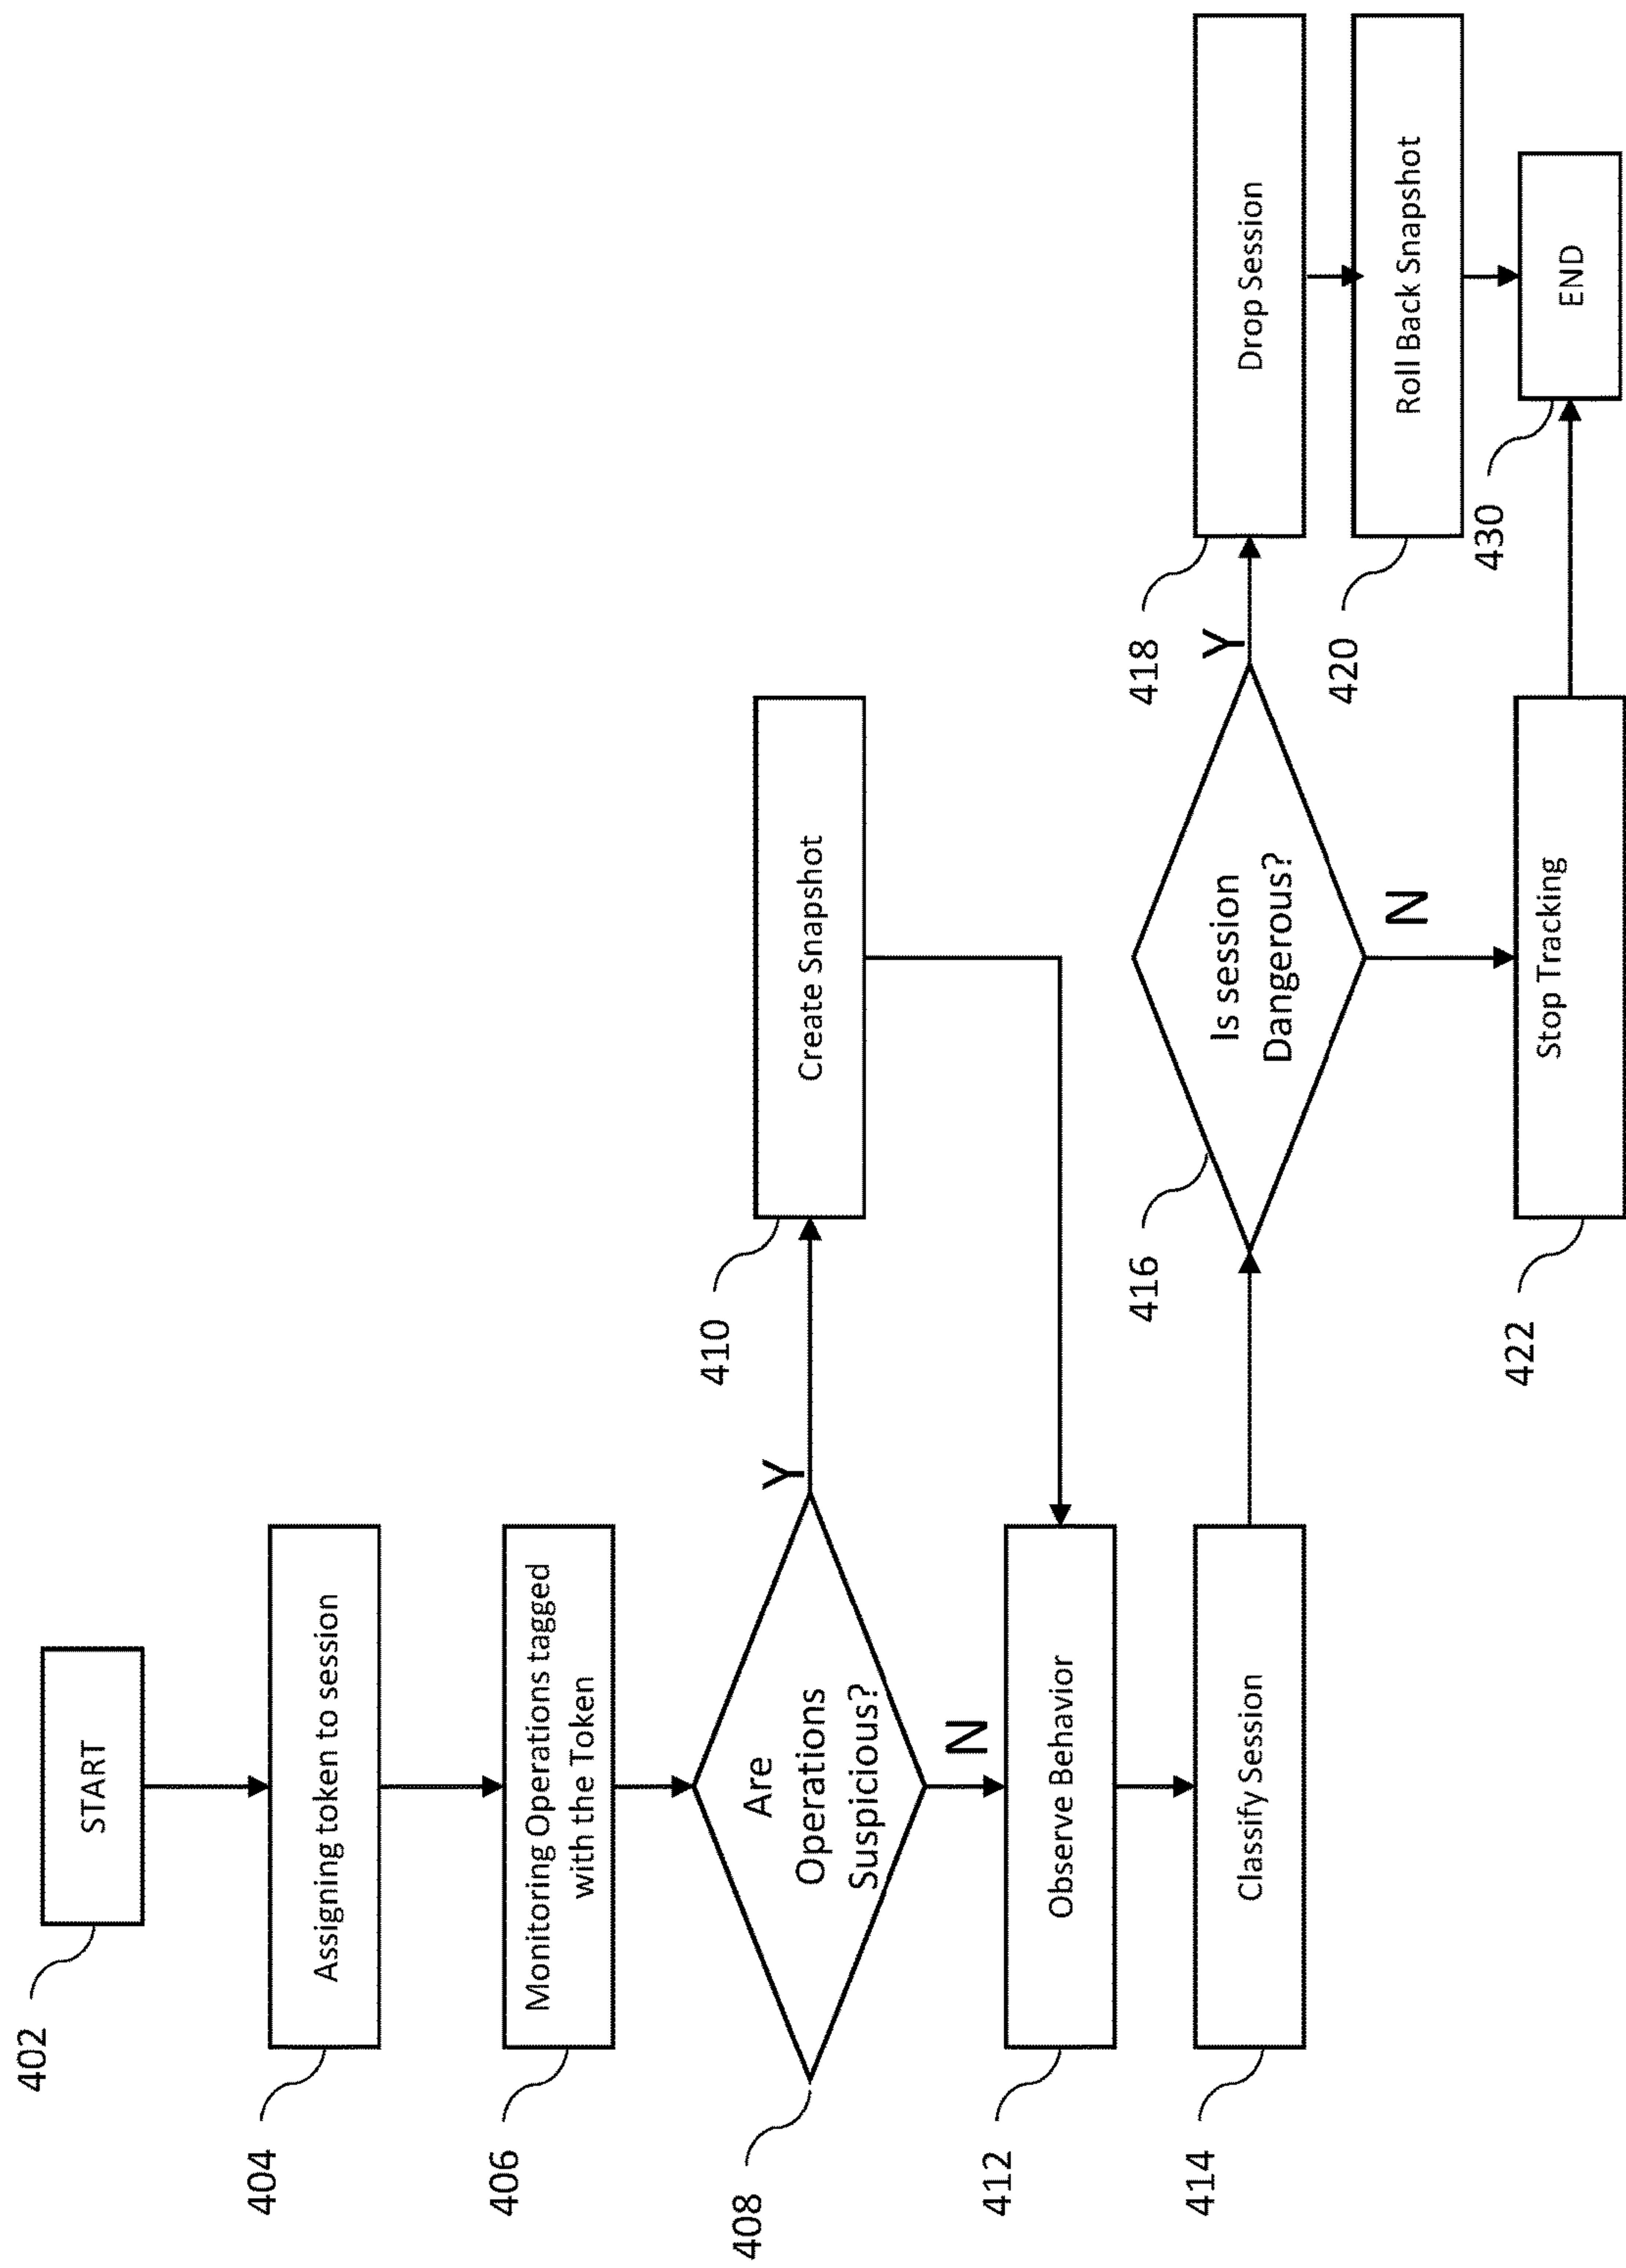 402
START
404
Assigning token to session
406
Monitoring Operations tagged
with the Token
408
Are
Operations
Suspicious?
Y
N
410
Create Snapshot
412
Observe Behavior
414
Classify Session
416
Is session
Dangerous?
Y
N
418
Drop Session
420
Roll Back Snapshot
422
Stop Tracking
430
END